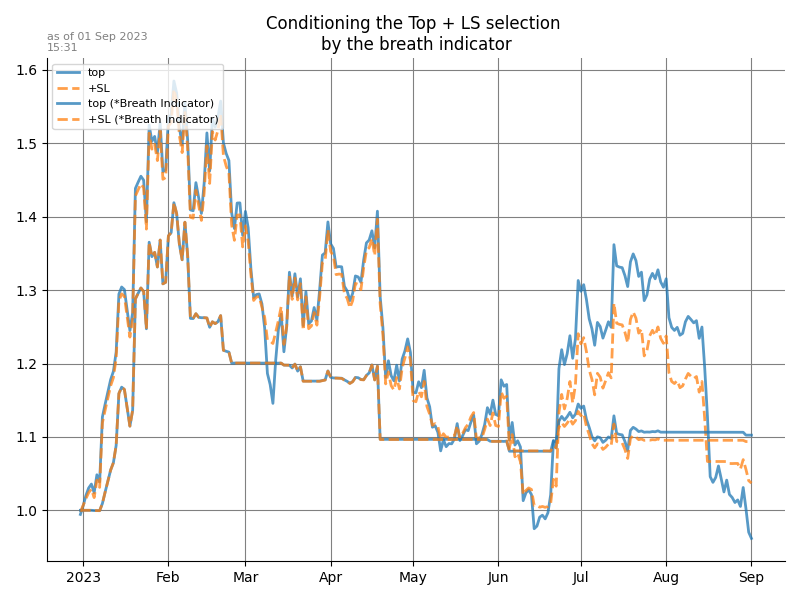 Conditioning the Top + LS selection
by the breath indicator
as of 01 Sep 2023
15:31
top
+SL
top (*Breath Indicator)
+SL (*Breath Indicator)
1.6
1.5
1.4
1.3
1.2
1.1
1.0
2023 Feb Mar Apr May Jun Jul Aug Sep